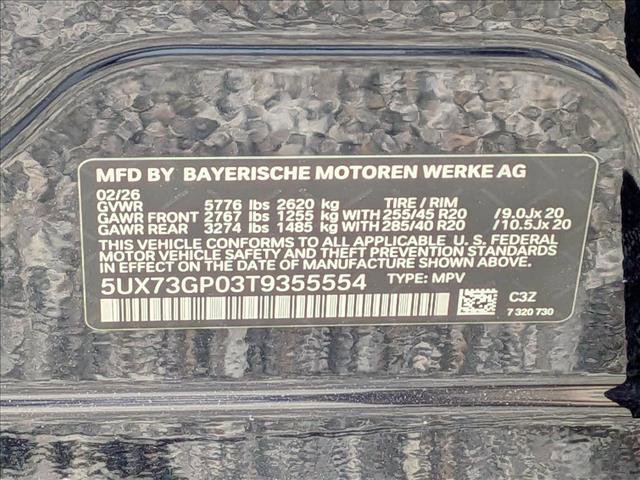 MFD BY BAYERISCHE MOTOREN WERKE AG
02/26
GVWR 5776 lbs 2620 kg TIRE / RIM
GAWR FRONT 2767 lbs 1255 kg WITH 255/45 R20 /9.0Jx 20
GAWR REAR 3274 lbs 1485 kg WITH 285/40 R20 /10.5Jx 20
THIS VEHICLE CONFORMS TO ALL APPLICABLE U. S. FEDERAL
MOTOR VEHICLE SAFETY AND THEFT PREVENTION STANDARDS
IN EFFECT ON THE DATE OF MANUFACTURE SHOWN ABOVE.
5UX73GP03T9355554 TYPE: MPV
C3Z
7 320 730